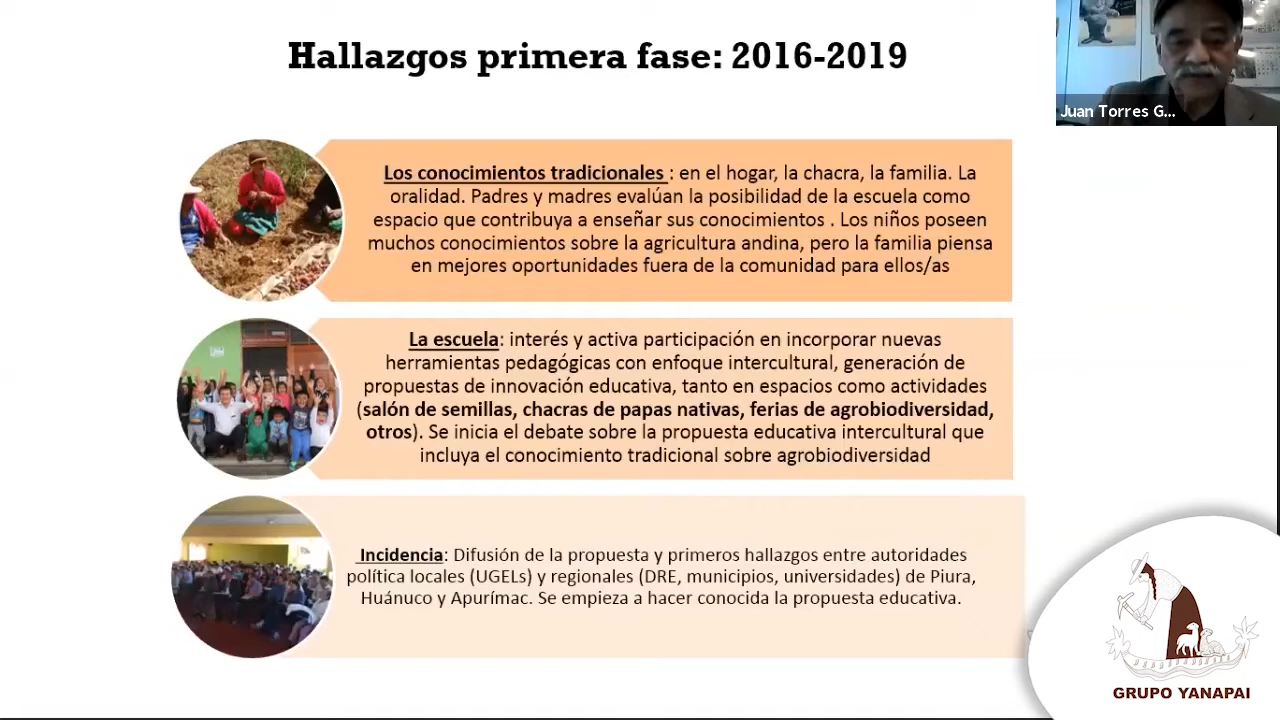 Hallazgos primera fase: 2016-2019
Juan Torres G...
Los conocimientos tradicionales : en el hogar, la chacra, la familia. La
oralidad. Padres y madres evalúan la posibilidad de la escuela como
espacio que contribuya a enseñar sus conocimientos . Los niños poseen
muchos conocimientos sobre la agricultura andina, pero la familia piensa
en mejores oportunidades fuera de la comunidad para ellos/as
La escuela: interés y activa participación en incorporar nuevas
herramientas pedagógicas con enfoque intercultural, generación de
propuestas de innovación educativa, tanto en espacios como actividades
(salón de semillas, chacras de papas nativas, ferias de agrobiodiversidad,
otros). Se inicia el debate sobre la propuesta educativa intercultural que
incluya el conocimiento tradicional sobre agrobiodiversidad
Incidencia: Difusión de la propuesta y primeros hallazgos entre autoridades
política locales (UGELs) y regionales (DRE, municipios, universidades) de Piura,
Huánuco y Apurímac. Se empieza a hacer conocida la propuesta educativa.
GRUPO YANAPAI